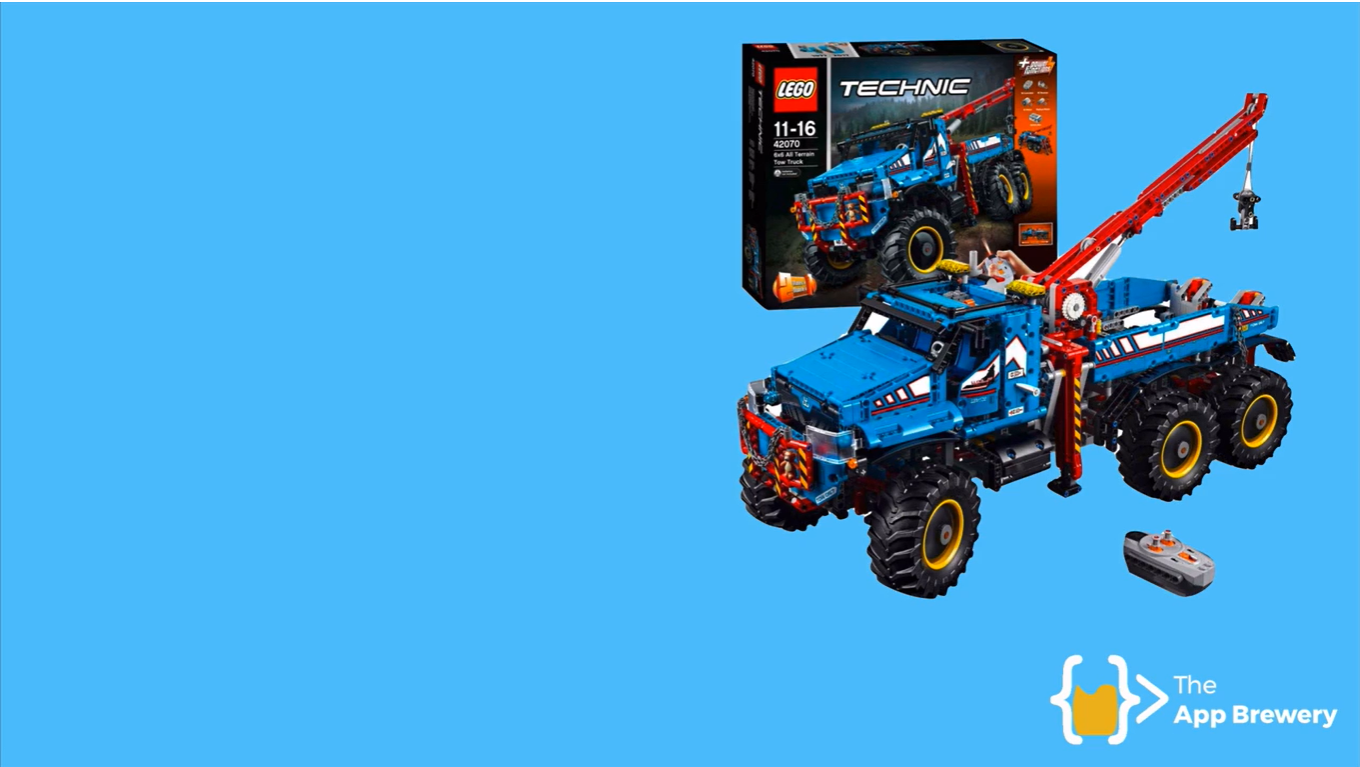 LEGO
TECHNIC
11-16
42070
6x6 All Terrain
Tow Truck
The
App Brewery